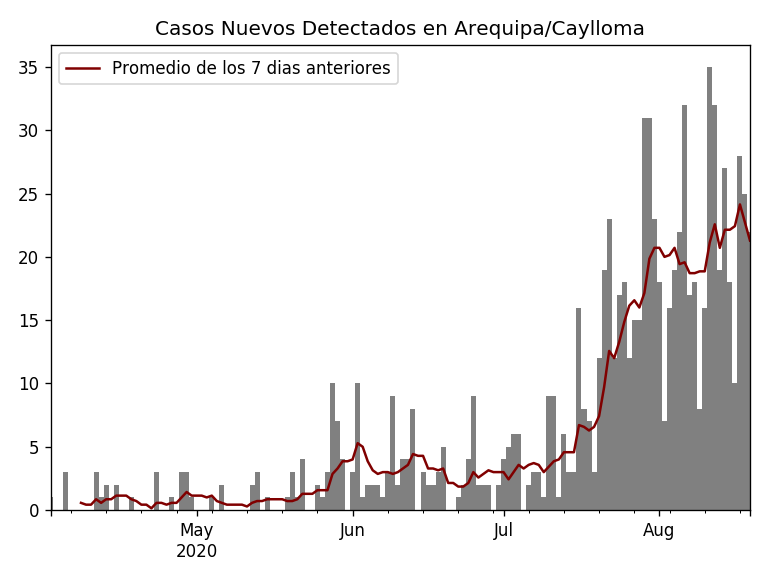 Casos Nuevos Detectados en Arequipa/Caylloma
Promedio de los 7 dias anteriores
35
30
25
20
15
10
5
0
May
2020
Jun
Jul
Aug